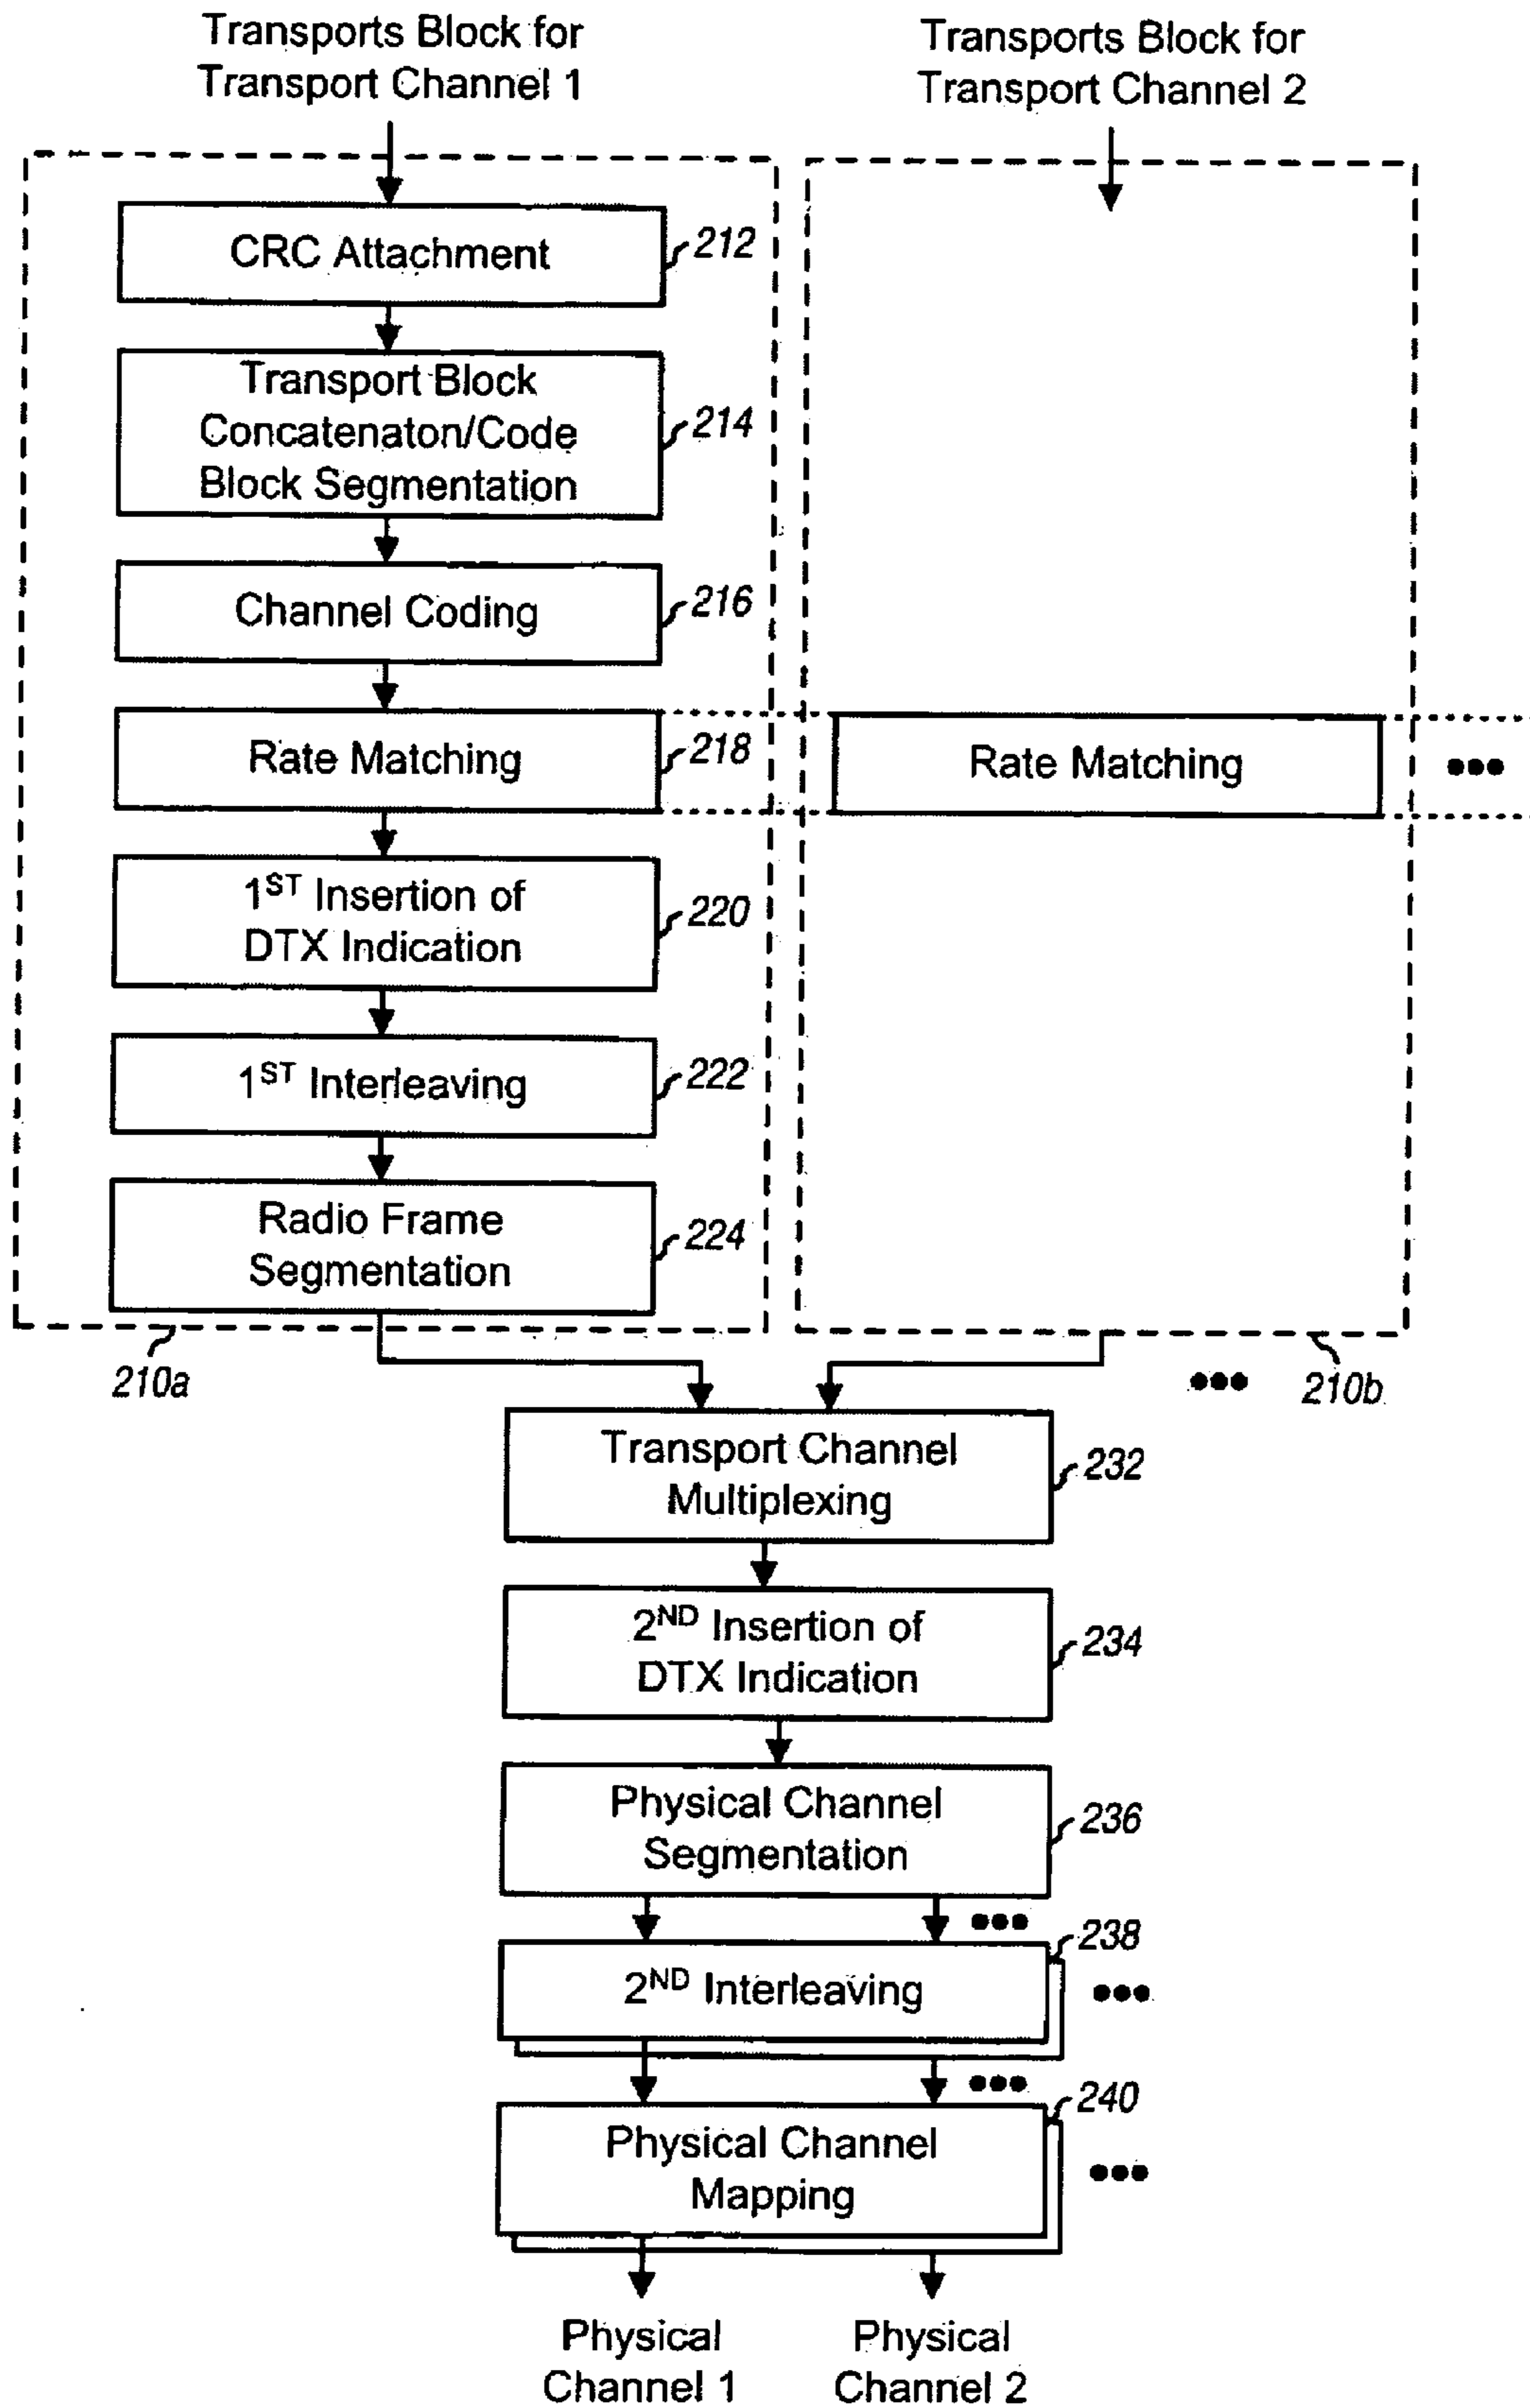 Transports Block for
Transport Channel 1
Transports Block for
Transport Channel 2
CRC Attachment
212
Transport Block
Concatenaton/Code
Block Segmentation
214
Channel Coding
216
Rate Matching
218
Rate Matching
1ST Insertion of
DTX Indication
220
1ST Interleaving
222
Radio Frame
Segmentation
224
210a
210b
Transport Channel
Multiplexing
232
2ND Insertion of
DTX Indication
234
Physical Channel
Segmentation
236
2ND Interleaving
238
Physical Channel
Mapping
240
Physical
Channel 1
Physical
Channel 2